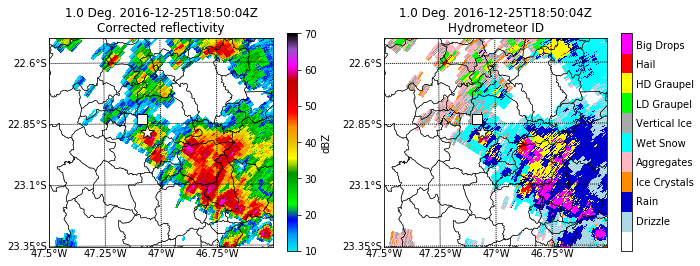 1.0 Deg. 2016-12-25T18:50:04Z
Corrected reflectivity
22.6°S
22.85°S
23.1°S
23.35°S
47.5°W
47.25°W
47°W
46.75°W
70
60
50
40
30
20
10
dBZ
1.0 Deg. 2016-12-25T18:50:04Z
Hydrometeor ID
22.6°S
22.85°S
23.1°S
23.35°S
47.5°W
47.25°W
47°W
46.75°W
Big Drops
Hail
HD Graupel
LD Graupel
Vertical Ice
Wet Snow
Aggregates
Ice Crystals
Rain
Drizzle